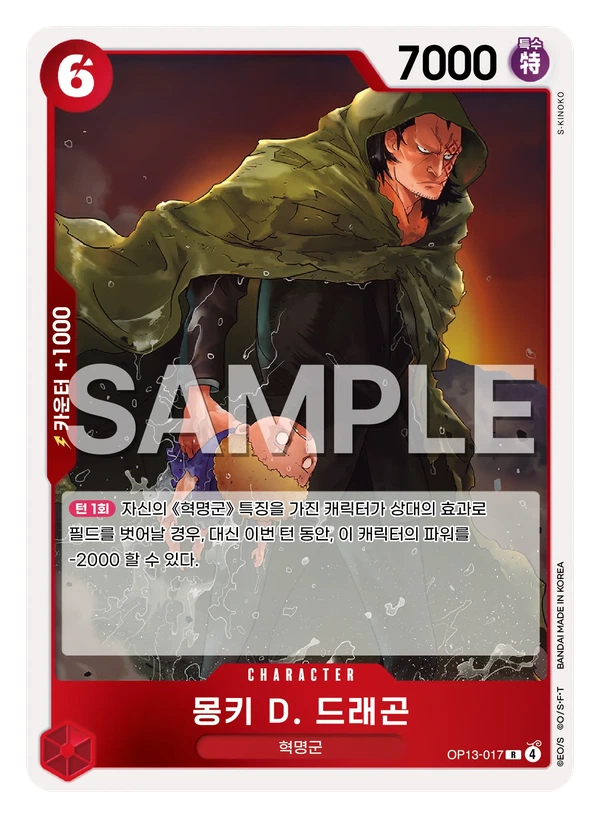 6
7000
특수
特
S-KINOKO
카운터 +1000
SAMPLE
턴 1회 자신의 《혁명군》 특징을 가진 캐릭터가 상대의 효과로
필드를 벗어날 경우, 대신 이번 턴 동안, 이 캐릭터의 파워를
-2000 할 수 있다.
CHARACTER
몽키 D. 드래곤
혁명군
OP13-017 R 4
©EO/S ©O/S·F·T BANDAI MADE IN KOREA